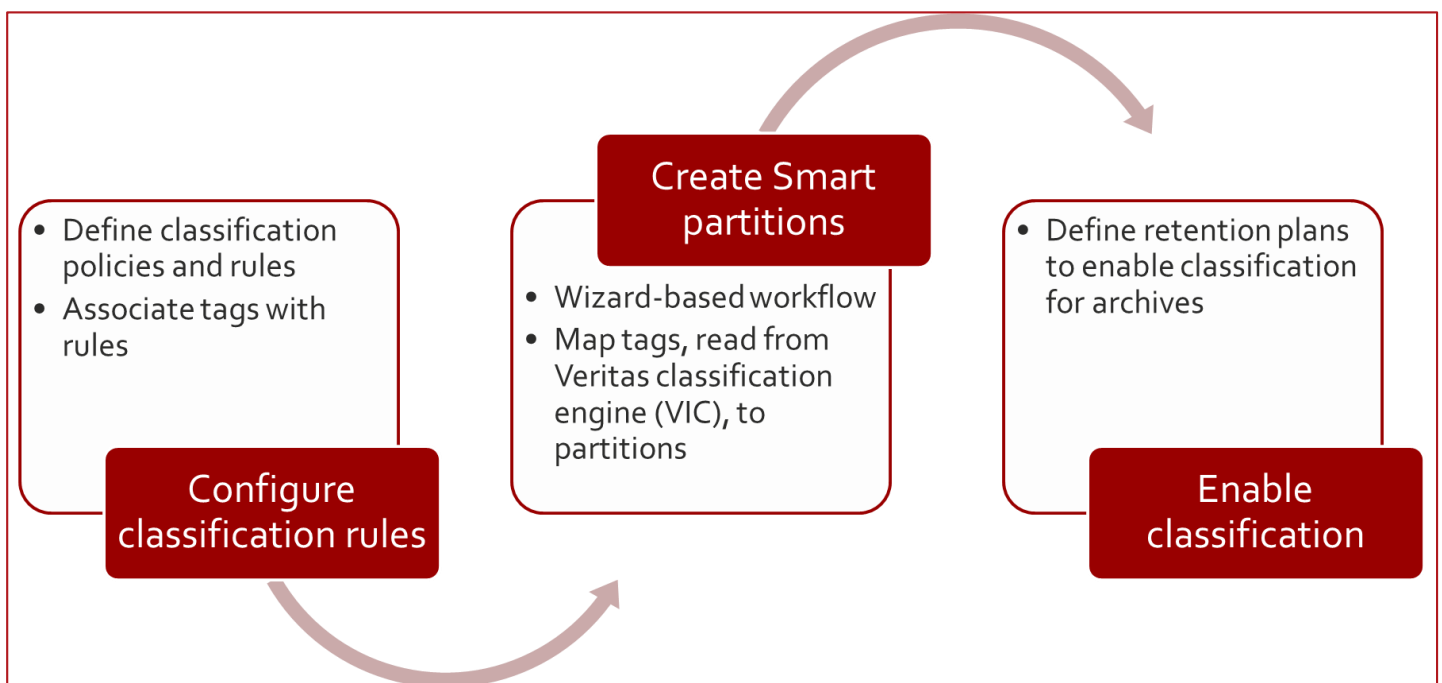 • Define classification
policies and rules
• Associate tags with
rules
Configure
classification rules
Create Smart
partitions
• Wizard-based workflow
• Map tags, read from
Veritas classification
engine (VIC), to
partitions
• Define retention plans
to enable classification
for archives
Enable
classification